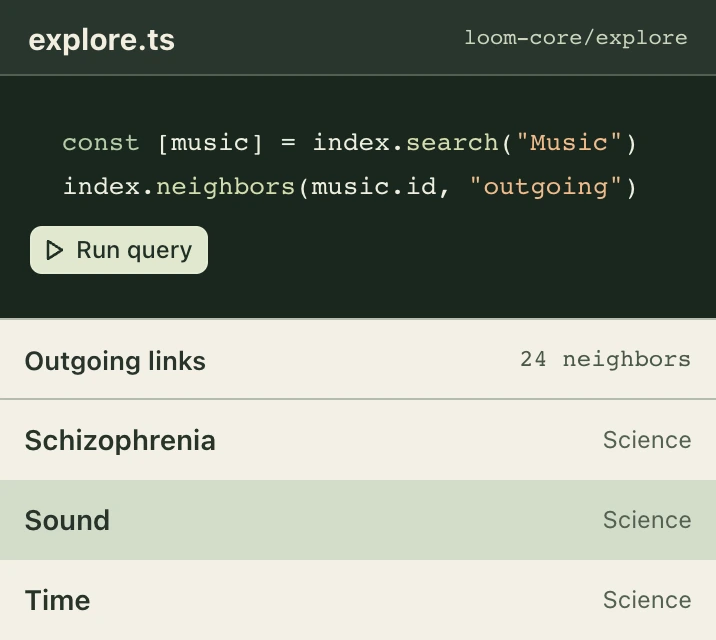 explore.ts loom-core/explore
const [music] = index.search("Music")
index.neighbors(music.id, "outgoing")
Run query
Outgoing links 24 neighbors
Schizophrenia Science
Sound Science
Time Science